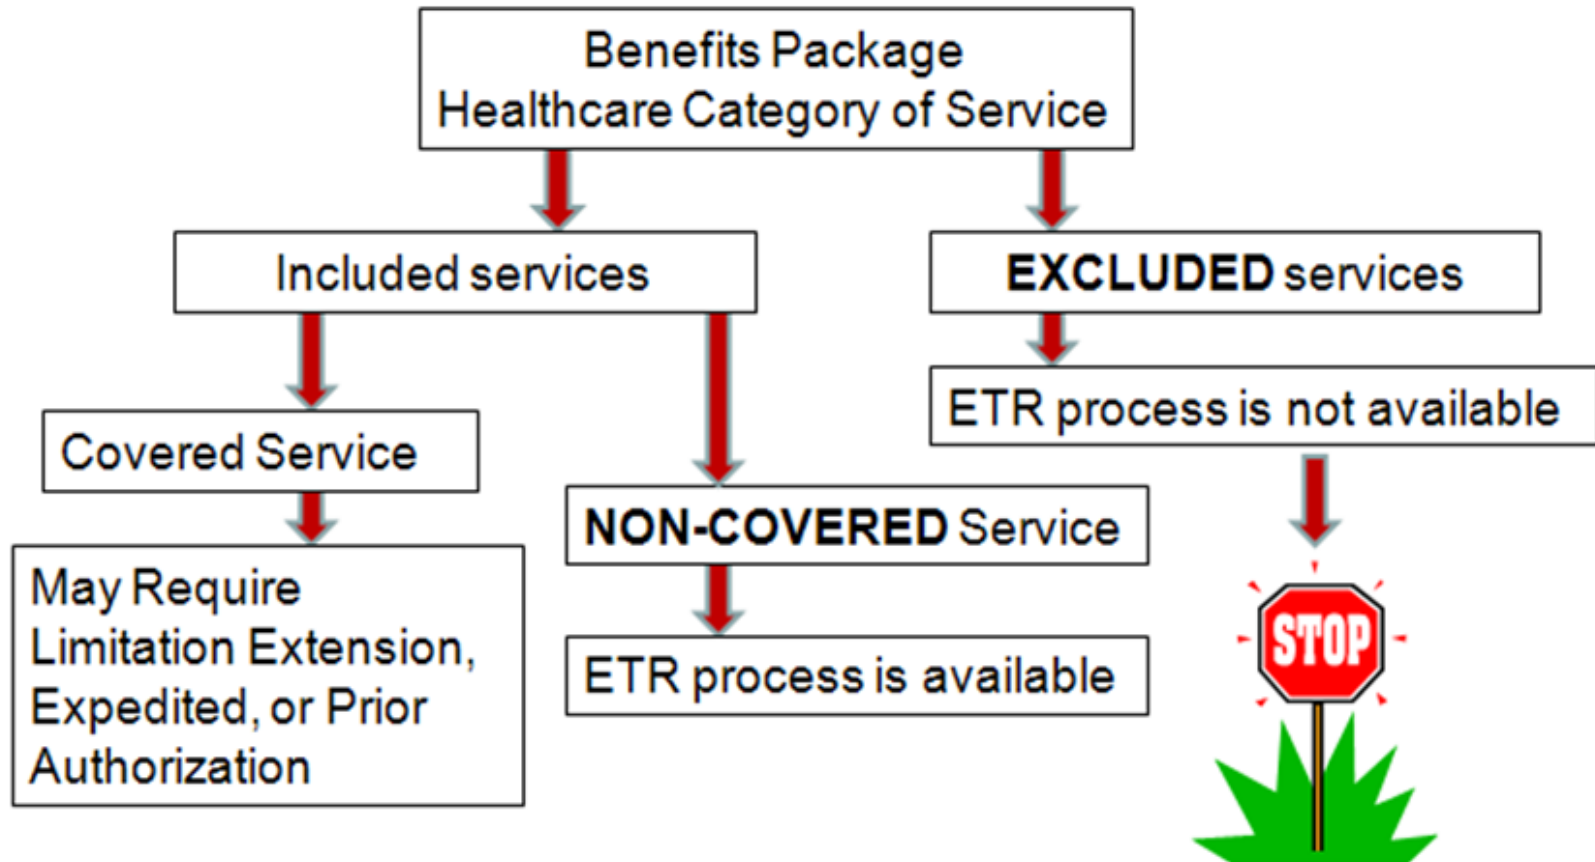 Benefits Package
Healthcare Category of Service
Included services
EXCLUDED services
ETR process is not available
Covered Service
NON-COVERED Service
May Require
Limitation Extension,
Expedited, or Prior
Authorization
ETR process is available
STOP